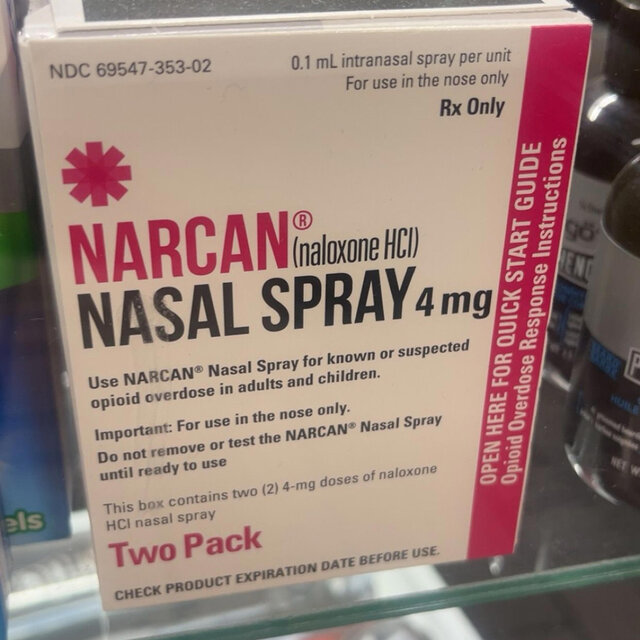 NDC 69547-353-02
0.1 mL intranasal spray per unit
For use in the nose only
Rx Only
NARCAN®
(naloxone HCl)
NASAL SPRAY 4 mg
Use NARCAN® Nasal Spray for known or suspected
opioid overdose in adults and children.
Important: For use in the nose only.
Do not remove or test the NARCAN® Nasal Spray
until ready to use
This box contains two (2) 4-mg doses of naloxone
HCl nasal spray
Two Pack
CHECK PRODUCT EXPIRATION DATE BEFORE USE.
OPEN HERE FOR QUICK START GUIDE
Opioid Overdose Response Instructions
els